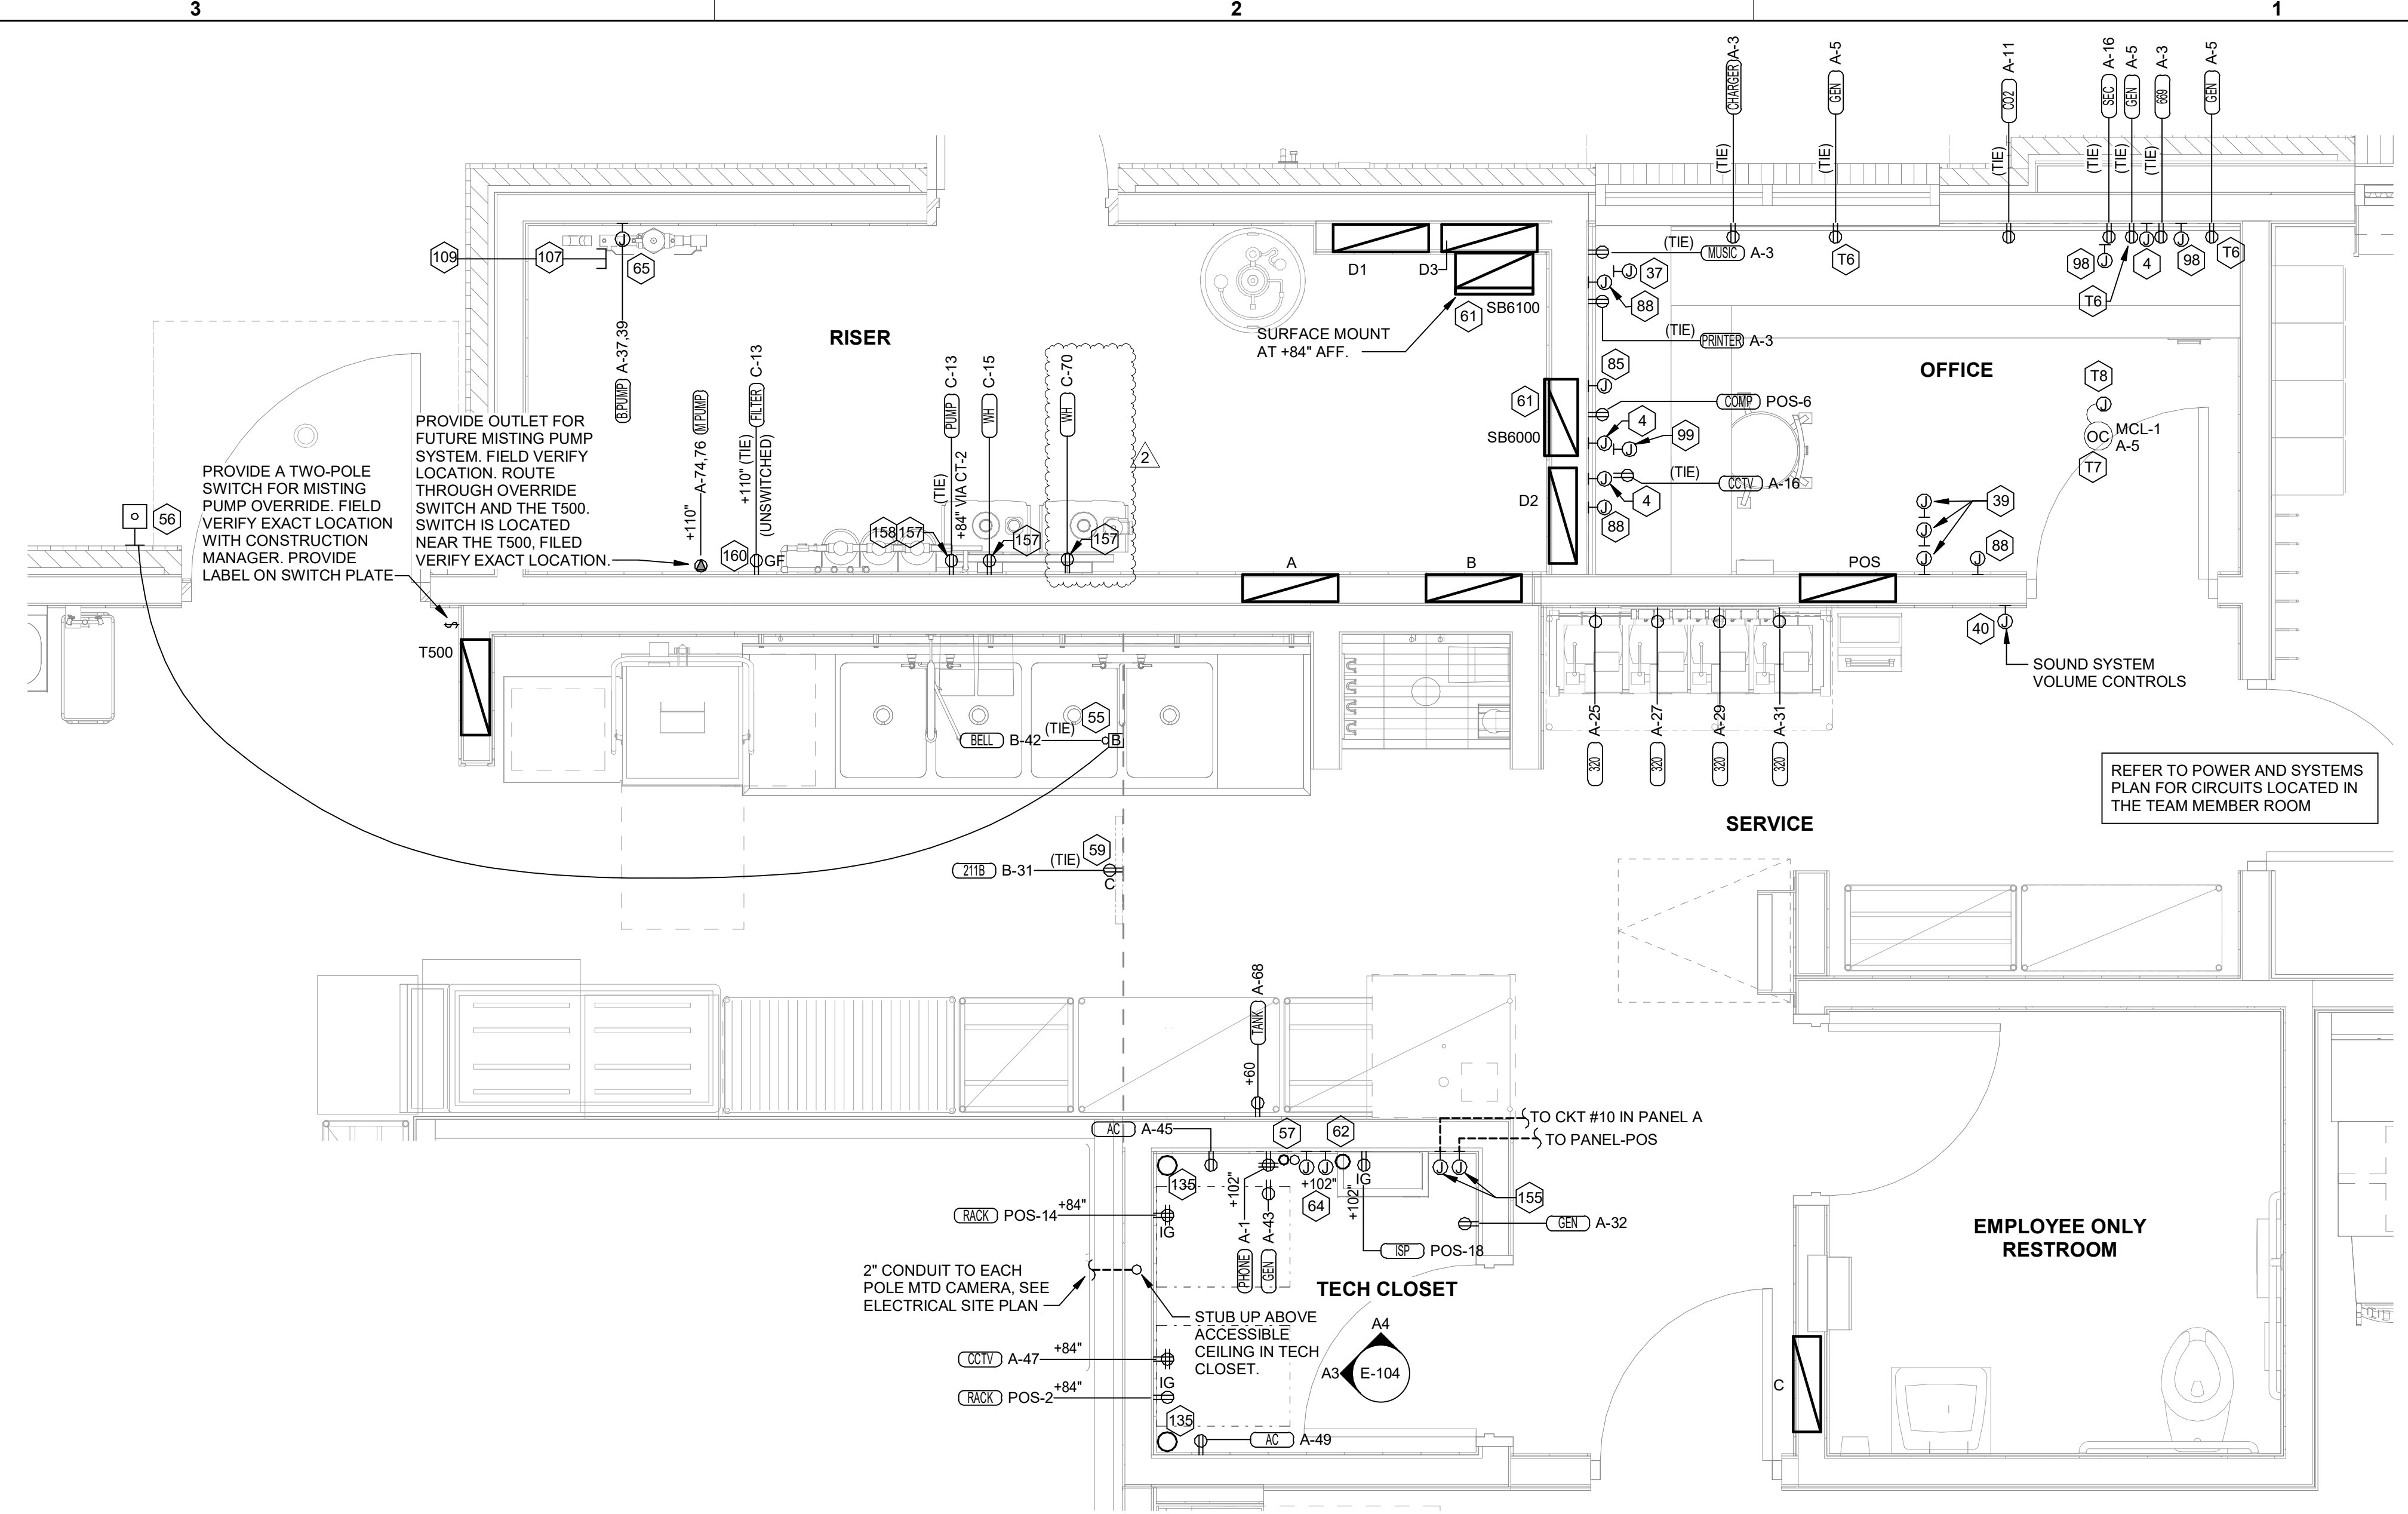 3
2
1
CHARGER A-3
(TIE)
GEN A-5
(TIE)
CO2 A-11
(TIE)
SEC A-16
(TIE)
GEN A-5
(TIE)
669 A-3
(TIE)
GEN A-5
109
107
65
B.PUMP A-37,39
RISER
D1
D3
SB6100
61
SURFACE MOUNT
AT +84" AFF.
(TIE)
MUSIC A-3
37
88
(TIE)
PRINTER A-3
T6
98
4
98
T6
T6
OFFICE
85
61
SB6000
COMP POS-6
4
99
(TIE)
CCTV A-16
4
D2
88
T8
OC
MCL-1
A-5
T7
39
88
PROVIDE OUTLET FOR
FUTURE MISTING PUMP
SYSTEM. FIELD VERIFY
LOCATION. ROUTE
THROUGH OVERRIDE
SWITCH AND THE T500.
SWITCH IS LOCATED
NEAR THE T500, FILED
VERIFY EXACT LOCATION.
PROVIDE A TWO-POLE
SWITCH FOR MISTING
PUMP OVERRIDE. FIELD
VERIFY EXACT LOCATION
WITH CONSTRUCTION
MANAGER. PROVIDE
LABEL ON SWITCH PLATE
56
M PUMP A-74,76
+110"
FILTER C-13
+110" (TIE)
(UNSWITCHED)
160
GF
PUMP C-13
(TIE)
+84" VIA CT-2
158
157
WH C-15
157
WH C-70
157
2
A
B
POS
T500
$
40
SOUND SYSTEM
VOLUME CONTROLS
55
(TIE)
BELL B-42
B
320 A-25
320 A-27
320 A-29
320 A-31
REFER TO POWER AND SYSTEMS
PLAN FOR CIRCUITS LOCATED IN
THE TEAM MEMBER ROOM
SERVICE
59
(TIE)
211B B-31
C
TANK A-68
+60
AC A-45
57
62
TO CKT #10 IN PANEL A
TO PANEL-POS
135
+102"
+102"
64
+102"
IG
155
RACK POS-14
+84"
IG
PHONE A-1
GEN A-43
GEN A-32
ISP POS-18
2" CONDUIT TO EACH
POLE MTD CAMERA, SEE
ELECTRICAL SITE PLAN
TECH CLOSET
STUB UP ABOVE
ACCESSIBLE
CEILING IN TECH
CLOSET.
A4
A3
E-104
CCTV A-47
+84"
IG
RACK POS-2
+84"
135
AC A-49
EMPLOYEE ONLY
RESTROOM
C